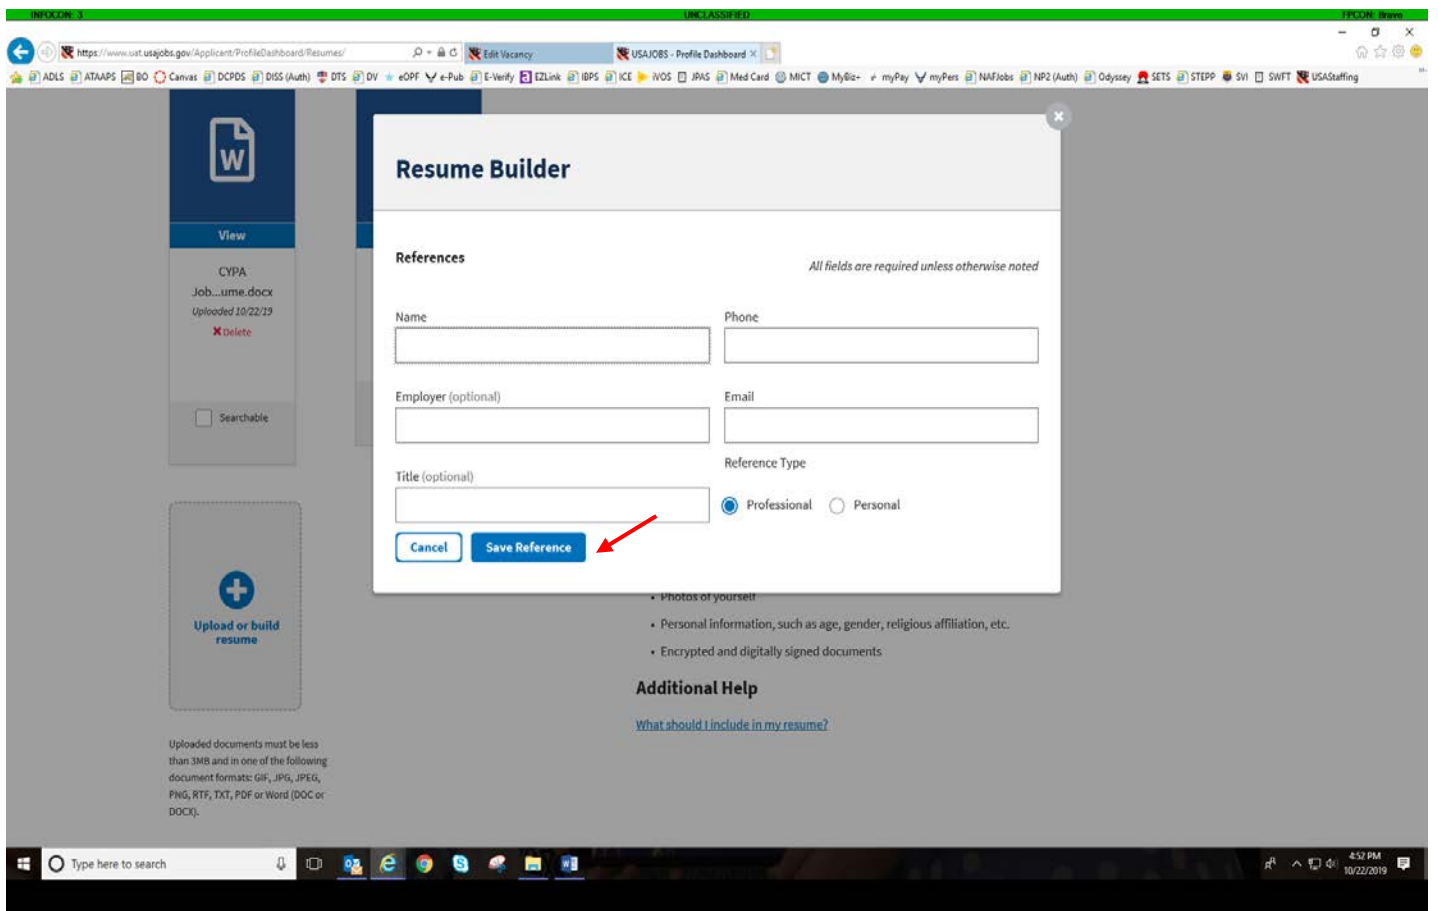 INFOCON: 3 UNCLASSIFIED FPCON: Bravo
https://www.uat.usajobs.gov/Applicant/ProfileDashboard/Resumes/ Edit Vacancy USAJOBS - Profile Dashboard
ADLS ATAAPS BO Canvas DCPDS DISS (Auth) DTS DV eOPF e-Pub E-Verify EZLink IBPS ICE iVOS JPAS Med Card MICT MyBiz+ myPay myPers NAFJobs NP2 (Auth) Odyssey SETS STEPP SVI SWFT USAStaffing
W
View
CYPA
Job...ume.docx
Uploaded 10/22/19
Delete
Searchable
Upload or build
resume
Uploaded documents must be less
than 3MB and in one of the following
document formats: GIF, JPG, JPEG,
PNG, RTF, TXT, PDF or Word (DOC or
DOCX).
Resume Builder
References
All fields are required unless otherwise noted
Name
Phone
Employer (optional)
Email
Title (optional)
Reference Type
Professional Personal
Cancel Save Reference
• Photos of yourself
• Personal information, such as age, gender, religious affiliation, etc.
• Encrypted and digitally signed documents
Additional Help
What should I include in my resume?
Type here to search
4:52 PM
10/22/2019